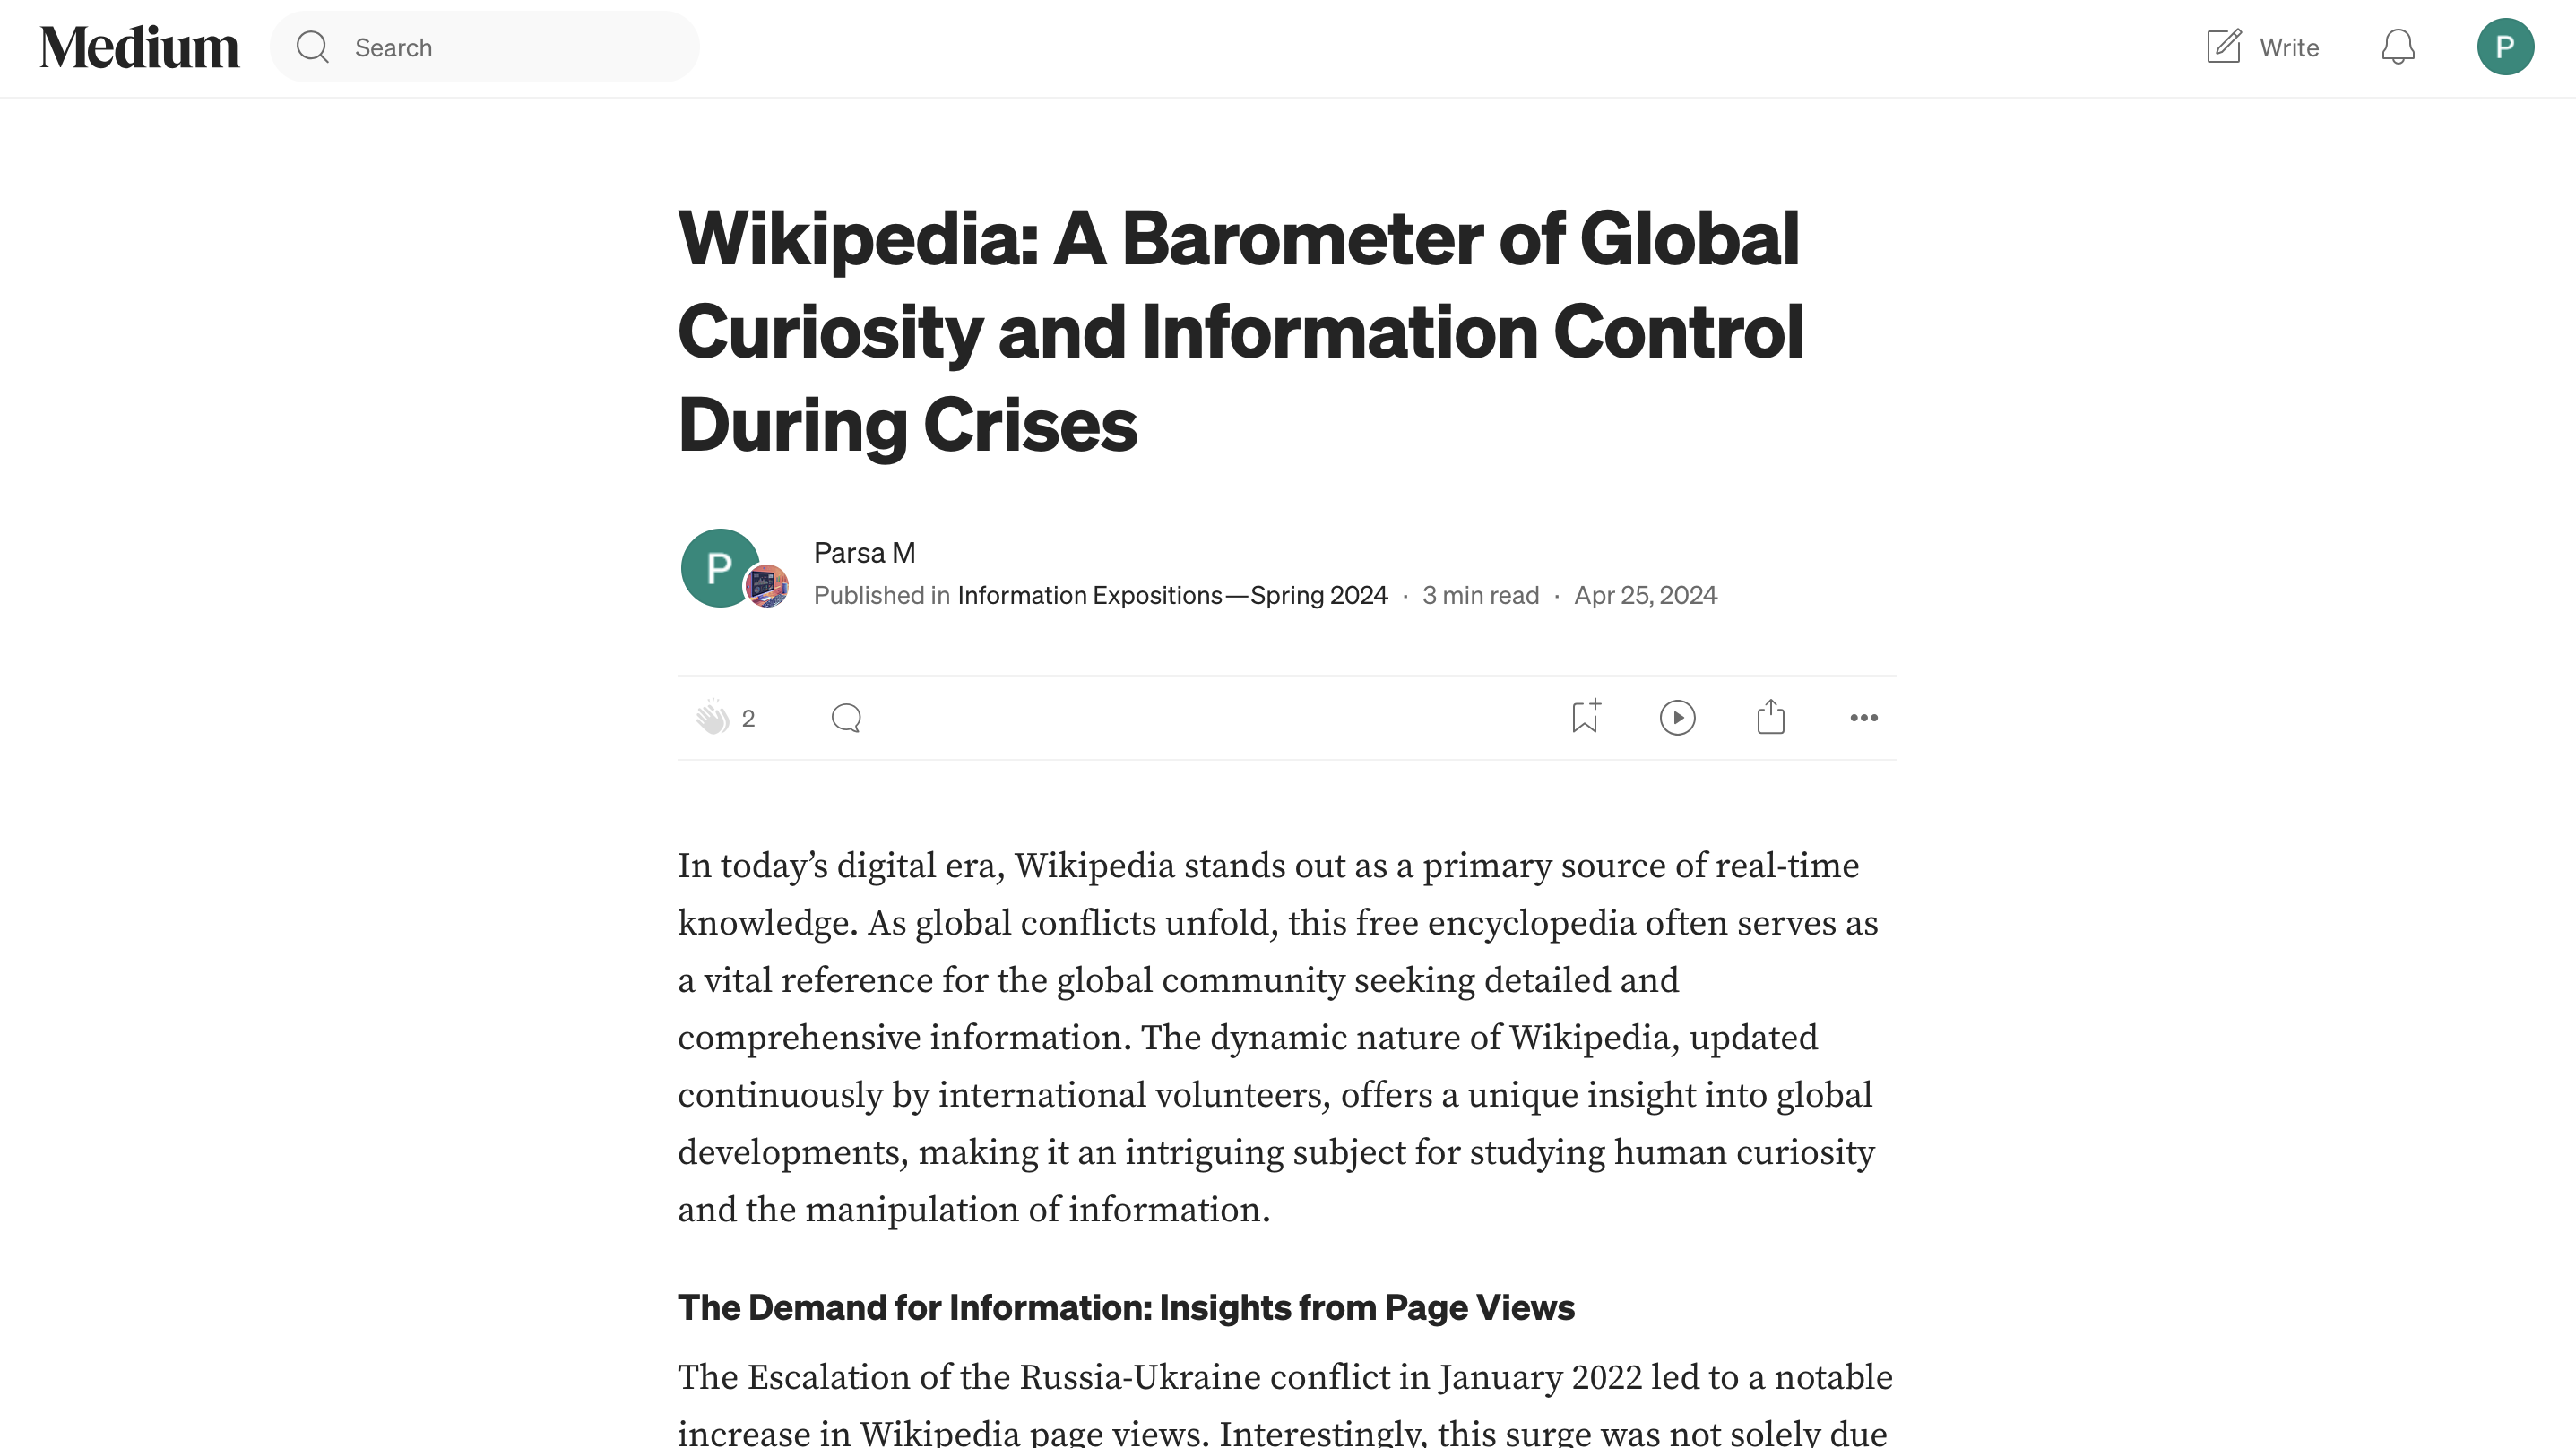 Medium
Search
Write
P
Wikipedia: A Barometer of Global
Curiosity and Information Control
During Crises
P
Parsa M
Published in Information Expositions—Spring 2024 · 3 min read · Apr 25, 2024
2
In today’s digital era, Wikipedia stands out as a primary source of real-time
knowledge. As global conflicts unfold, this free encyclopedia often serves as
a vital reference for the global community seeking detailed and
comprehensive information. The dynamic nature of Wikipedia, updated
continuously by international volunteers, offers a unique insight into global
developments, making it an intriguing subject for studying human curiosity
and the manipulation of information.
The Demand for Information: Insights from Page Views
The Escalation of the Russia-Ukraine conflict in January 2022 led to a notable
increase in Wikipedia page views. Interestingly, this surge was not solely due